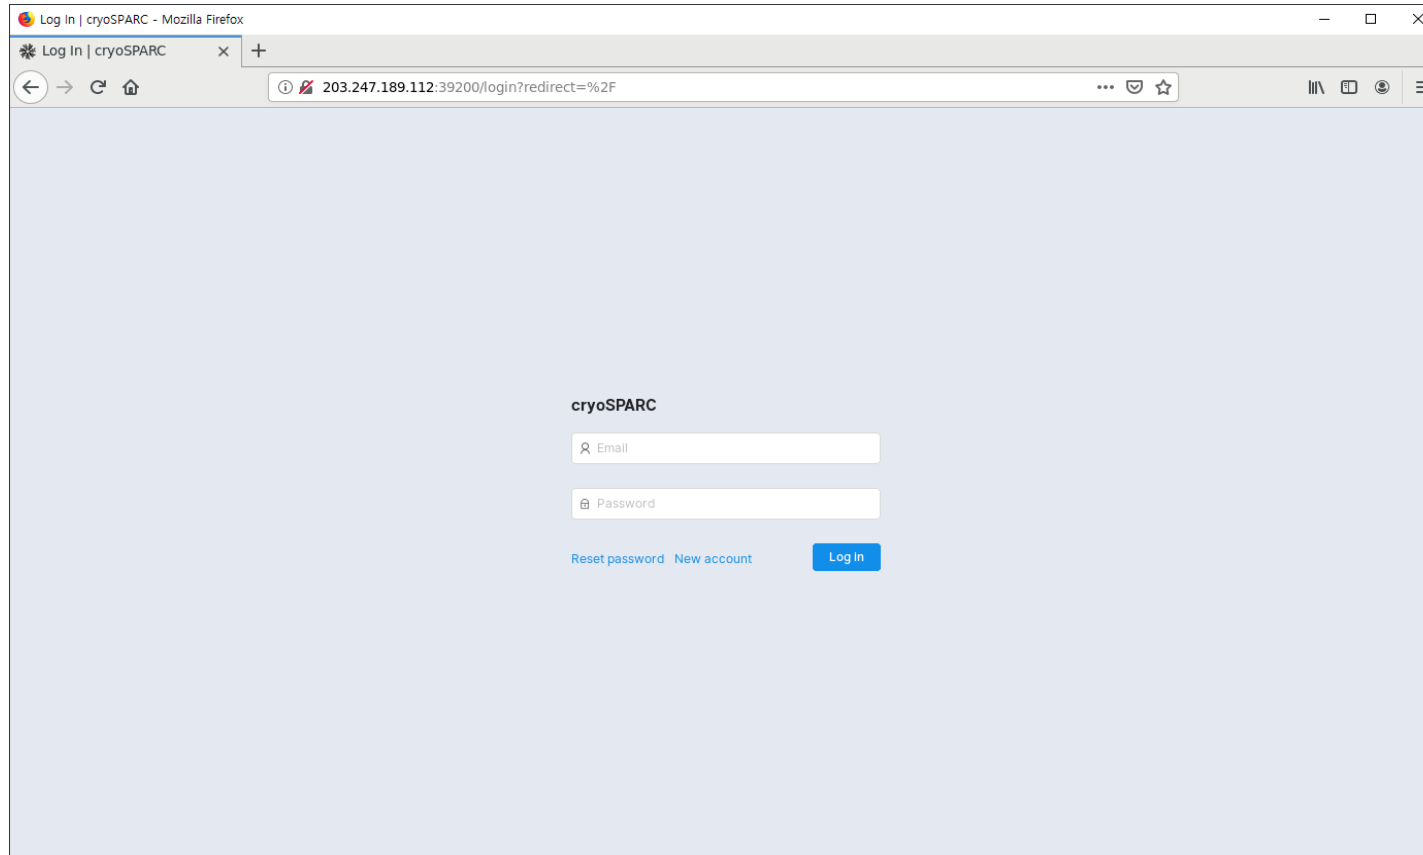 Log In | cryoSPARC - Mozilla Firefox
Log In | cryoSPARC
203.247.189.112:39200/login?redirect=%2F
cryoSPARC
Email
Password
Reset password New account Log in